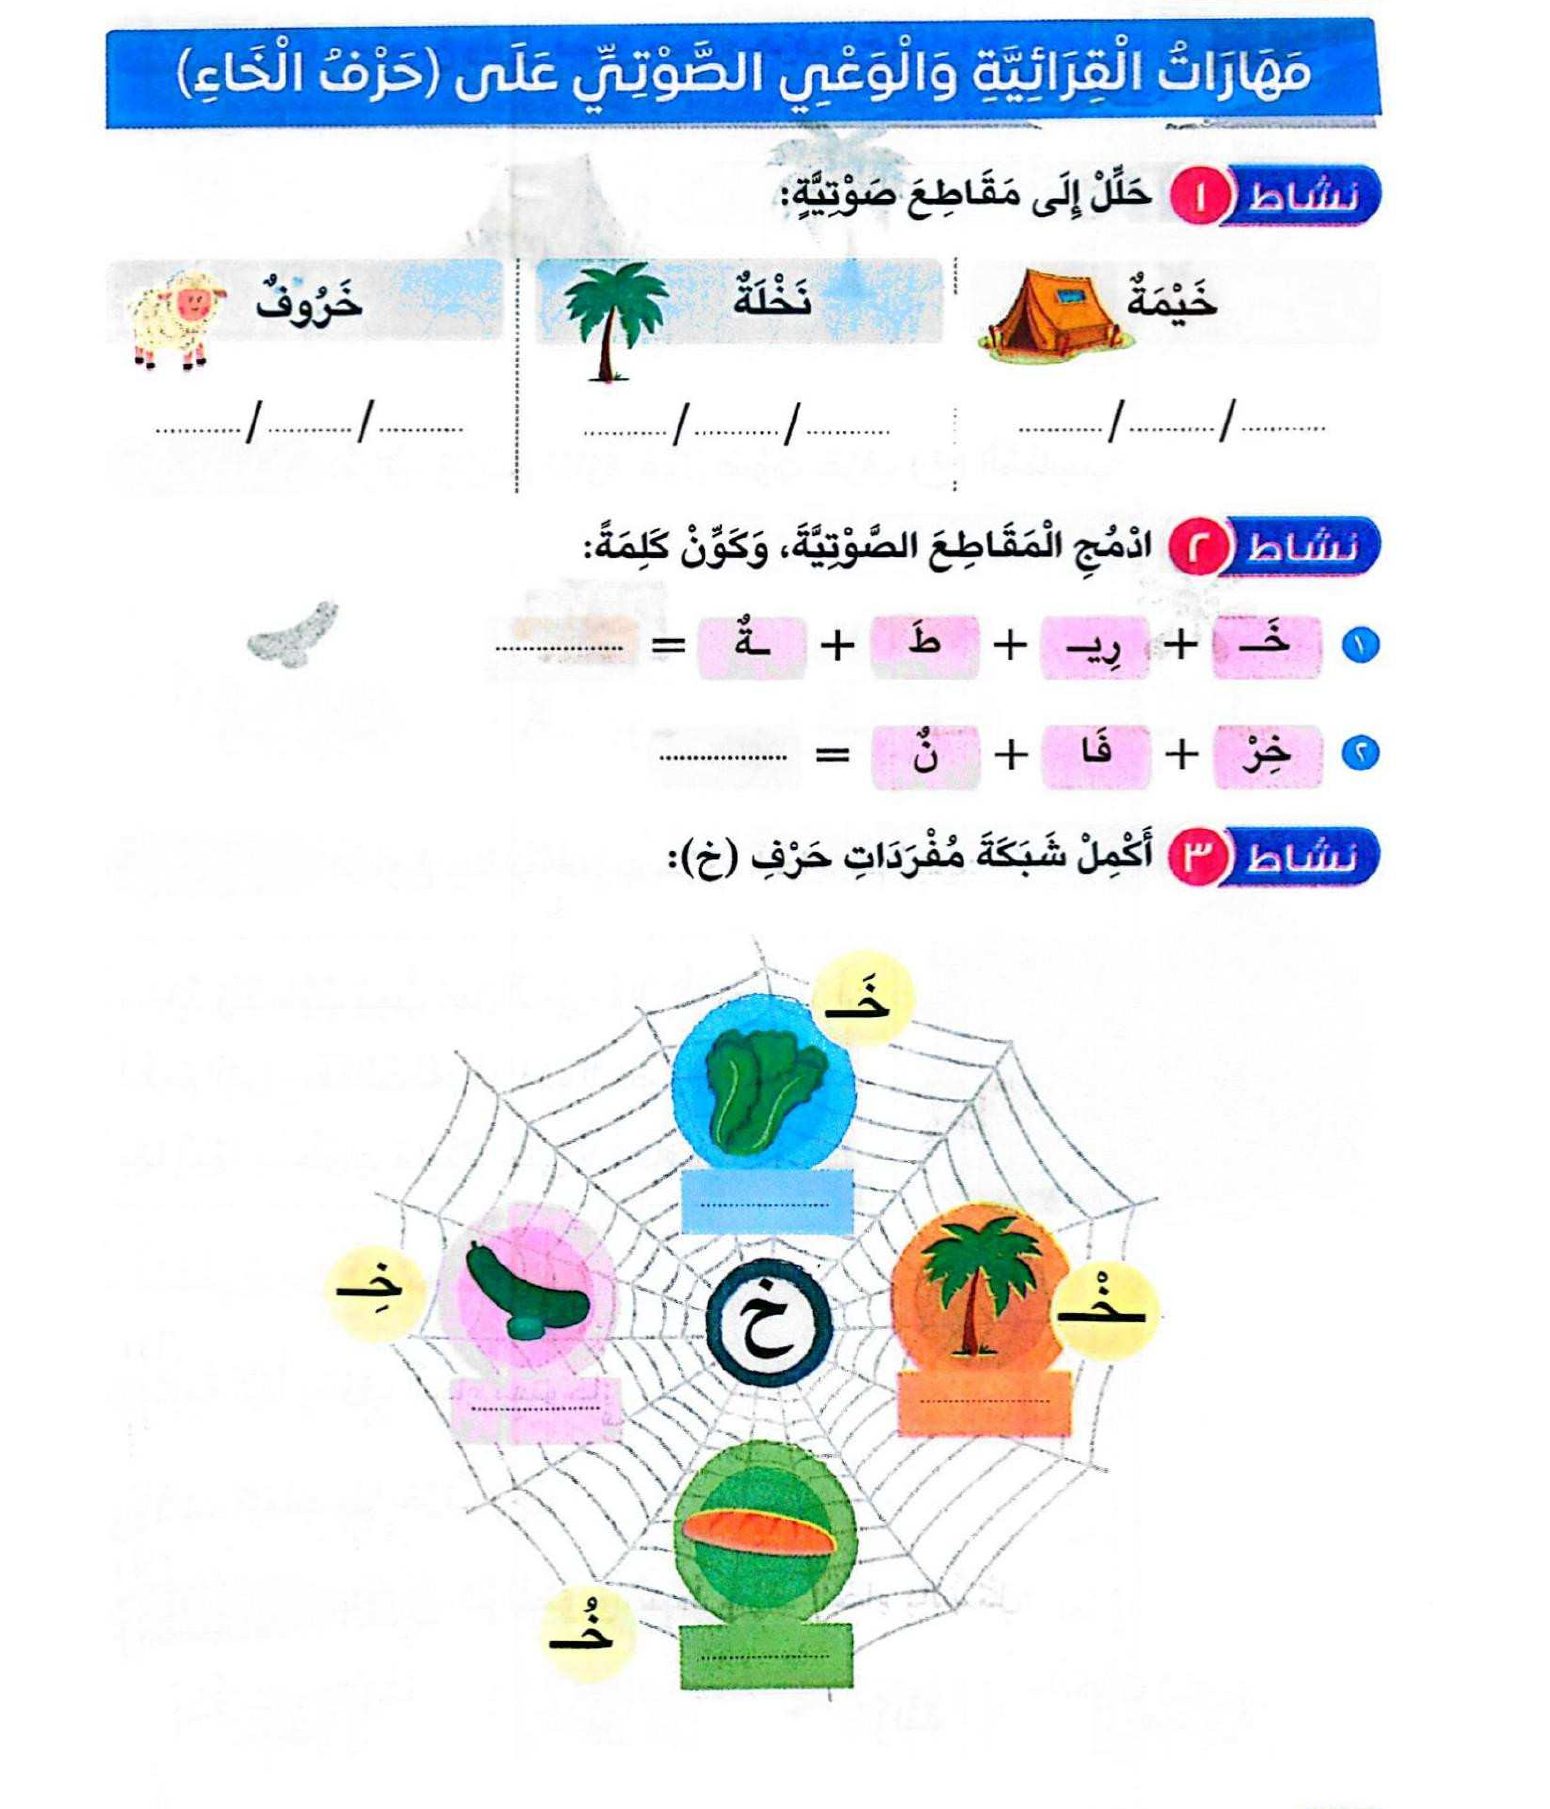 مَهَارَاتُ الْقِرَائِيَّةِ وَالْوَعْيِ الصَّوْتِيِّ عَلَى (حَرْفُ الْخَاءِ)
نشاط ١ حَلِّلْ إِلَى مَقَاطِعَ صَوْتِيَّةٍ:
خَيْمَةٌ نَخْلَةٌ خَرُوفٌ
........../........../.......... ........../........../.......... ........../........../..........
نشاط ٢ ادْمُجِ الْمَقَاطِعَ الصَّوْتِيَّةَ، وَكَوِّنْ كَلِمَةً:
١ خَـ + رِيـ + طَ + ـةٌ = ................
٢ خِرْ + فَا + نٌ = ................
نشاط ٣ أَكْمِلْ شَبَكَةَ مُفْرَدَاتِ حَرْفِ (خ):
خَـ
................
ـخْـ
خ
خِـ
................
................
خُـ
................